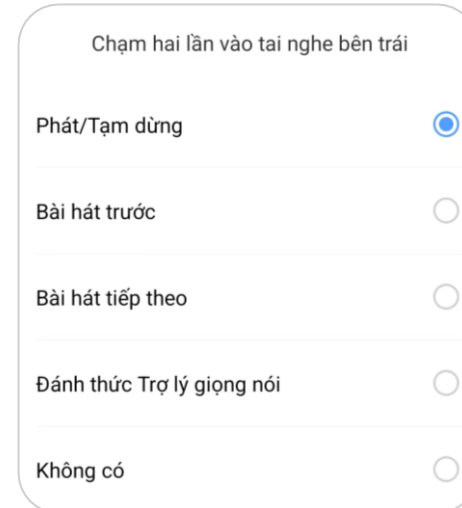 Chạm hai lần vào tai nghe bên trái
Phát/Tạm dừng
Bài hát trước
Bài hát tiếp theo
Đánh thức Trợ lý giọng nói
Không có